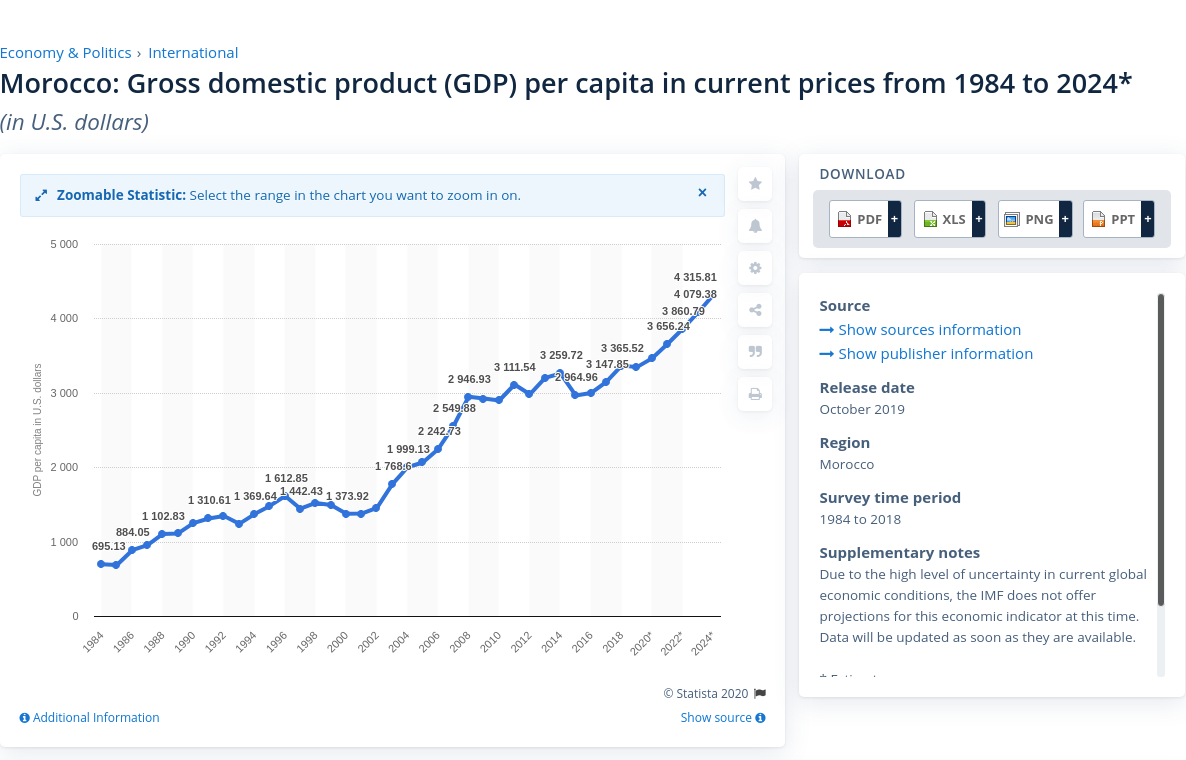 Economy & Politics › International
Morocco: Gross domestic product (GDP) per capita in current prices from 1984 to 2024*
(in U.S. dollars)
Zoomable Statistic: Select the range in the chart you want to zoom in on. ×
GDP per capita in U.S. dollars
5 000
4 000
3 000
2 000
1 000
0
695.13
884.05
1 102.83
1 310.61
1 369.64
1 612.85
1 442.43
1 373.92
1 768.6
1 999.13
2 242.73
2 549.88
2 946.93
3 111.54
3 259.72
2 964.96
3 147.85
3 365.52
3 656.24
3 860.79
4 079.38
4 315.81
1984 1986 1988 1990 1992 1994 1996 1998 2000 2002 2004 2006 2008 2010 2012 2014 2016 2018 2020* 2022* 2024*
© Statista 2020
Additional Information
Show source
DOWNLOAD
PDF + XLS + PNG + PPT +
Source
Show sources information
Show publisher information
Release date
October 2019
Region
Morocco
Survey time period
1984 to 2018
Supplementary notes
Due to the high level of uncertainty in current global
economic conditions, the IMF does not offer
projections for this economic indicator at this time.
Data will be updated as soon as they are available.